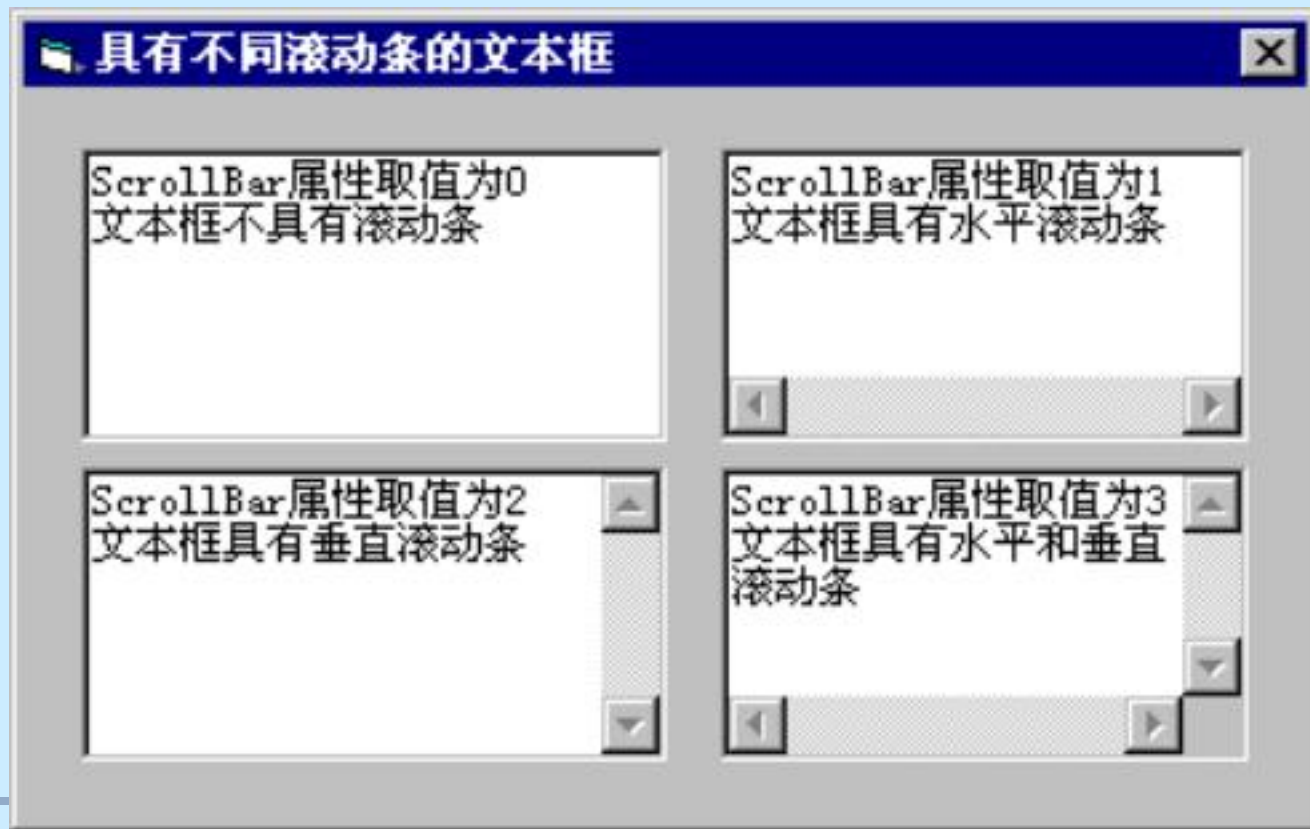 具有不同滚动条的文本框
ScrollBar属性取值为0
文本框不具有滚动条
ScrollBar属性取值为1
文本框具有水平滚动条
ScrollBar属性取值为2
文本框具有垂直滚动条
ScrollBar属性取值为3
文本框具有水平和垂直
滚动条